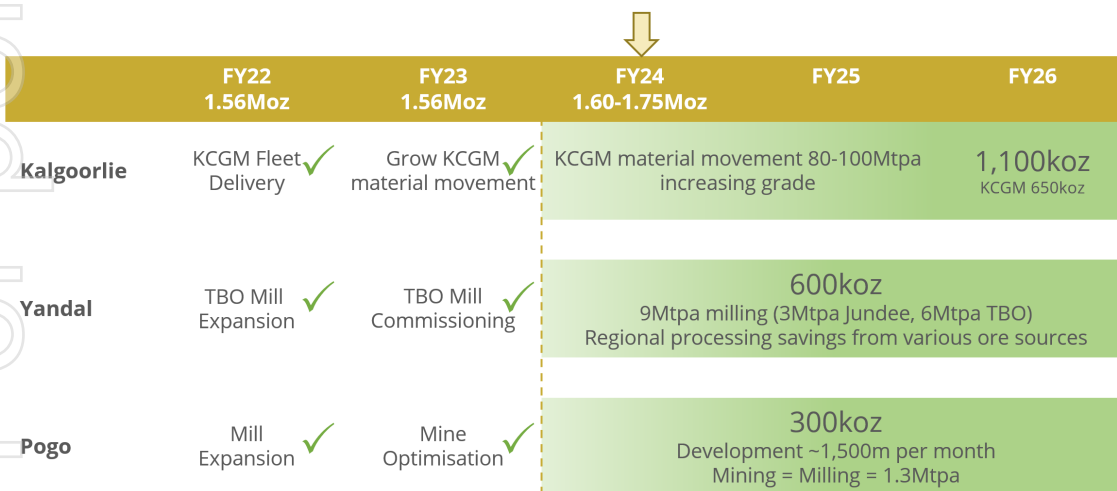 FY22 FY23 FY24 FY25 FY26
1.56Moz 1.56Moz 1.60-1.75Moz
Kalgoorlie
KCGM Fleet
Delivery
Grow KCGM
material movement
KCGM material movement 80-100Mtpa
increasing grade
1,100koz
KCGM 650koz
Yandal
TBO Mill
Expansion
TBO Mill
Commissioning
600koz
9Mtpa milling (3Mtpa Jundee, 6Mtpa TBO)
Regional processing savings from various ore sources
Pogo
Mill
Expansion
Mine
Optimisation
300koz
Development ~1,500m per month
Mining = Milling = 1.3Mtpa